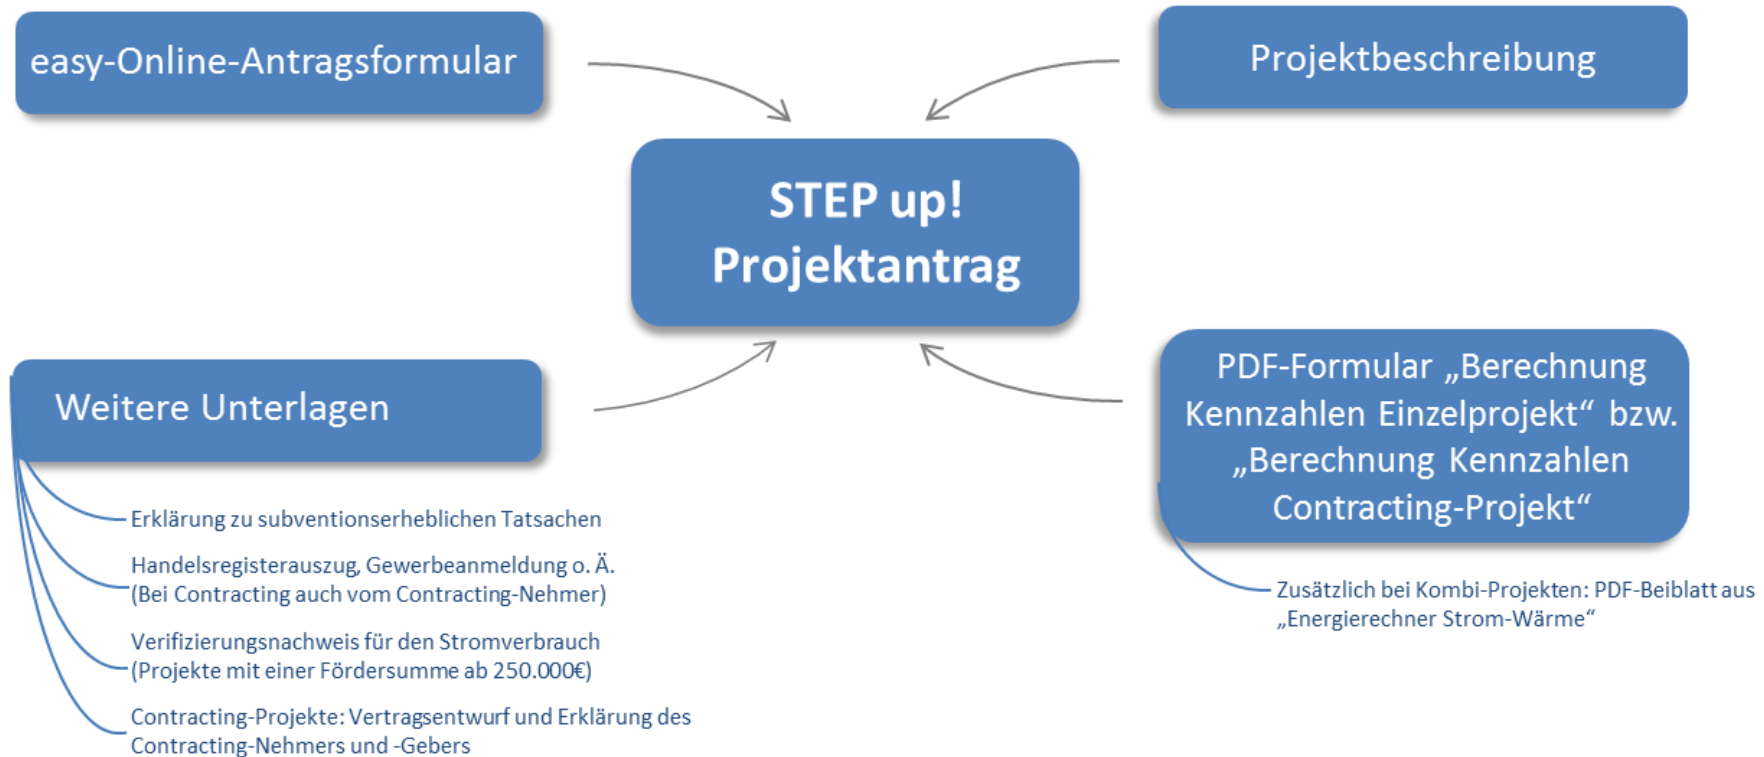 easy-Online-Antragsformular
Projektbeschreibung
STEP up!
Projektantrag
Weitere Unterlagen
Erklärung zu subventionserheblichen Tatsachen
Handelsregisterauszug, Gewerbeanmeldung o. Ä.
(Bei Contracting auch vom Contracting-Nehmer)
Verifizierungsnachweis für den Stromverbrauch
(Projekte mit einer Fördersumme ab 250.000€)
Contracting-Projekte: Vertragsentwurf und Erklärung des
Contracting-Nehmers und -Gebers
PDF-Formular „Berechnung
Kennzahlen Einzelprojekt“ bzw.
„Berechnung Kennzahlen
Contracting-Projekt“
Zusätzlich bei Kombi-Projekten: PDF-Beiblatt aus
„Energierechner Strom-Wärme“